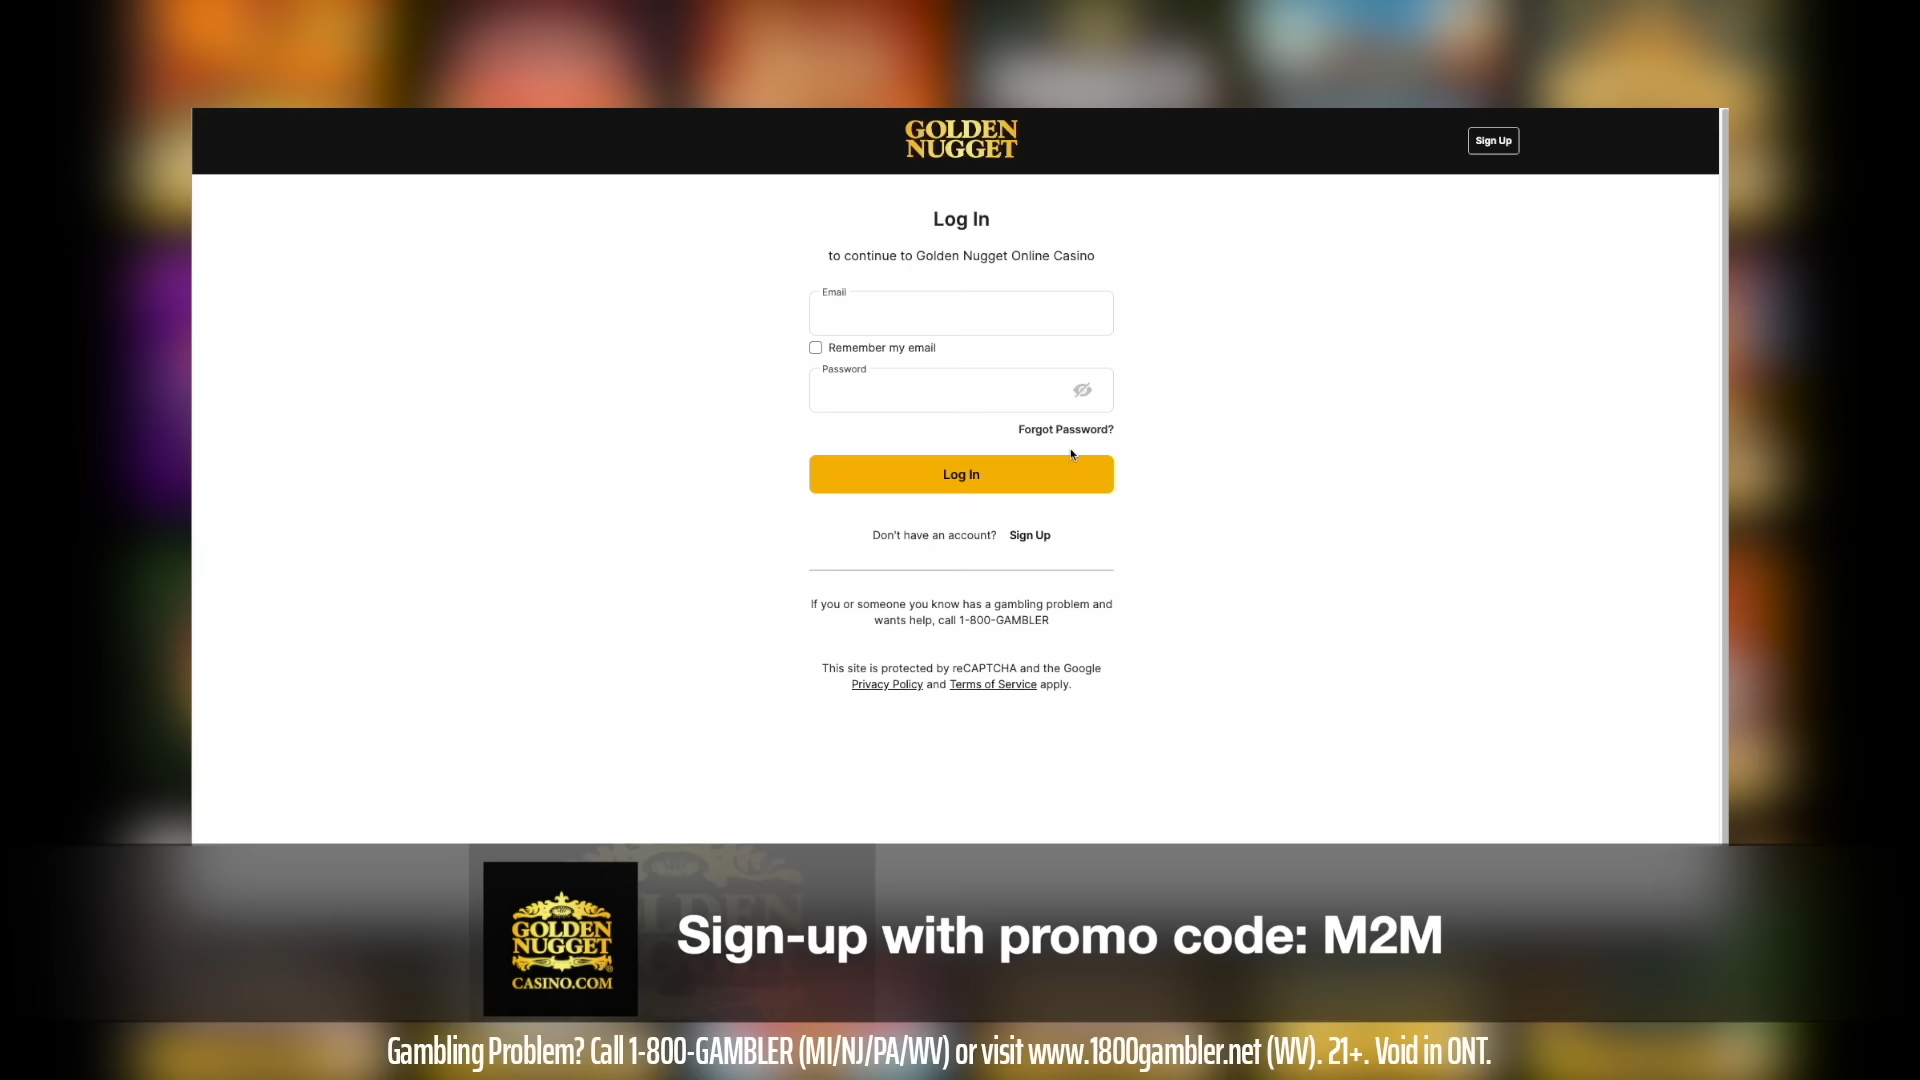 GOLDEN
NUGGET
Sign Up
Log In
to continue to Golden Nugget Online Casino
Email
Remember my email
Password
Forgot Password?
Log In
Don't have an account? Sign Up
If you or someone you know has a gambling problem and
wants help, call 1-800-GAMBLER
This site is protected by reCAPTCHA and the Google
Privacy Policy and Terms of Service apply.
GOLDEN
NUGGET
CASINO.COM
Sign-up with promo code: M2M
Gambling Problem? Call 1-800-GAMBLER (MI/NJ/PA/WV) or visit www.1800gambler.net (WV). 21+. Void in ONT.